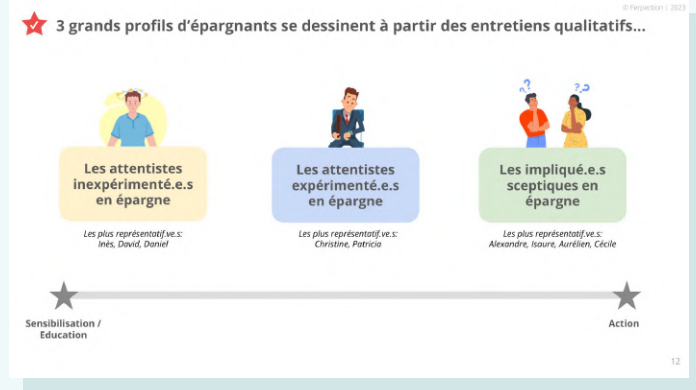 © Ferpection | 2023
3 grands profils d’épargnants se dessinent à partir des entretiens qualitatifs...
Les attentistes
inexpérimenté.e.s
en épargne
Les plus représentatif.ve.s:
Inès, David, Daniel
Les attentistes
expérimenté.e.s
en épargne
Les plus représentatif.ve.s:
Christine, Patricia
Les impliqué.e.s
sceptiques en
épargne
Les plus représentatif.ve.s:
Alexandre, Isaure, Aurélien, Cécile
Sensibilisation /
Education
Action
12